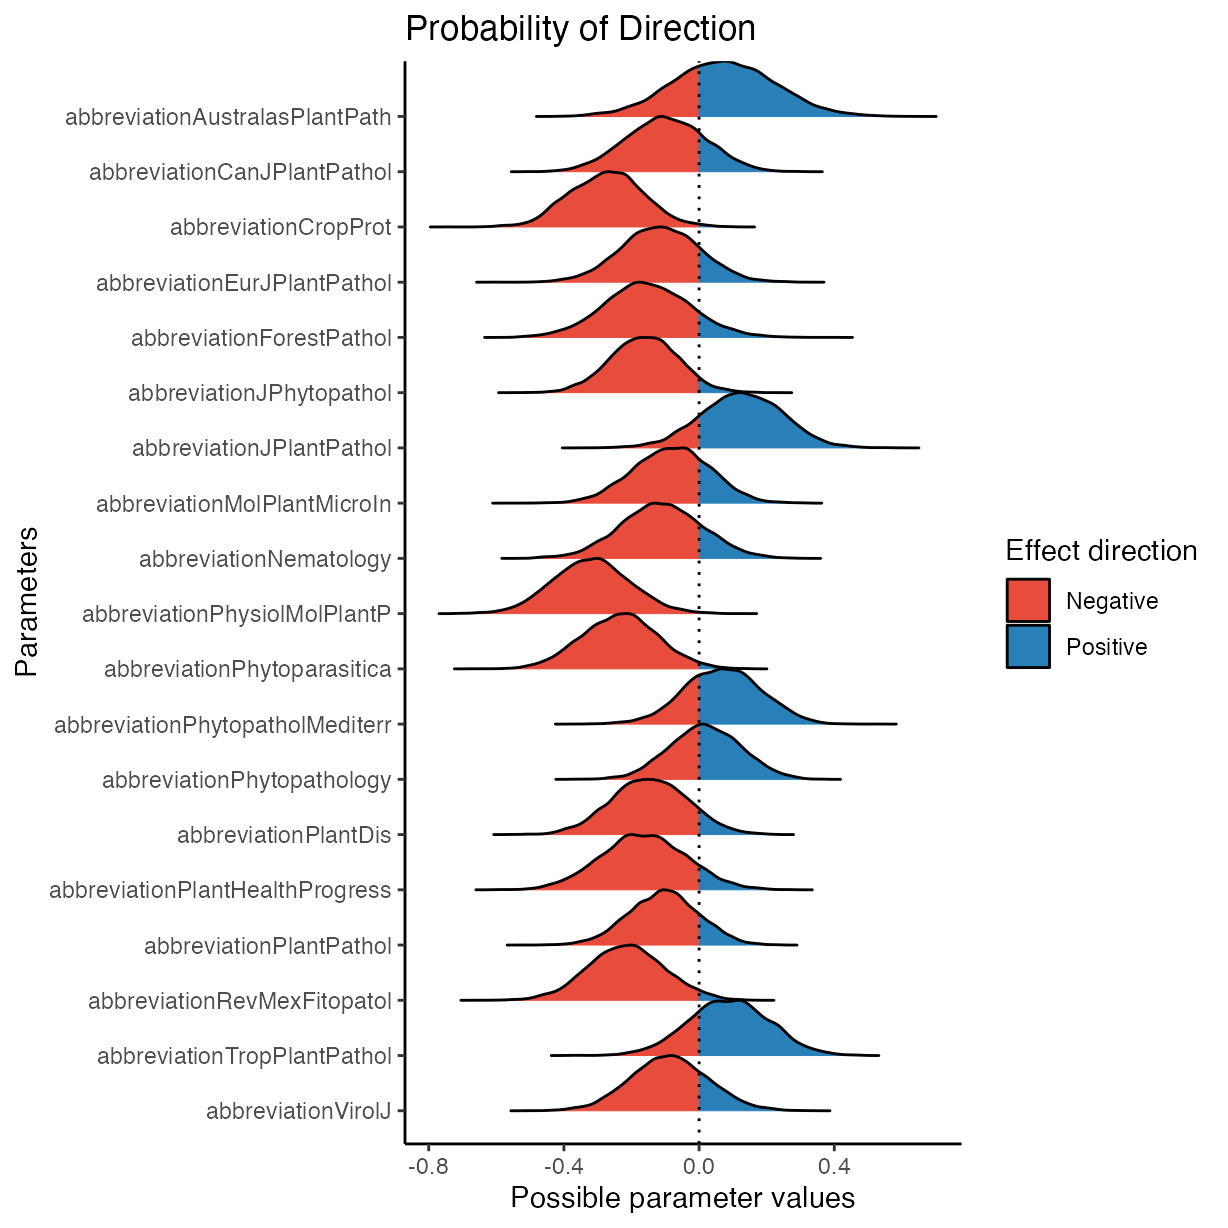 Probability of Direction
Parameters
abbreviationAustralasPlantPath
abbreviationCanJPlantPathol
abbreviationCropProt
abbreviationEurJPlantPathol
abbreviationForestPathol
abbreviationJPhytopathol
abbreviationJPlantPathol
abbreviationMolPlantMicroIn
abbreviationNematology
abbreviationPhysiolMolPlantP
abbreviationPhytoparasitica
abbreviationPhytopatholMediterr
abbreviationPhytopathology
abbreviationPlantDis
abbreviationPlantHealthProgress
abbreviationPlantPathol
abbreviationRevMexFitopatol
abbreviationTropPlantPathol
abbreviationVirolJ
-0.8 -0.4 0.0 0.4
Possible parameter values
Effect direction
Negative
Positive